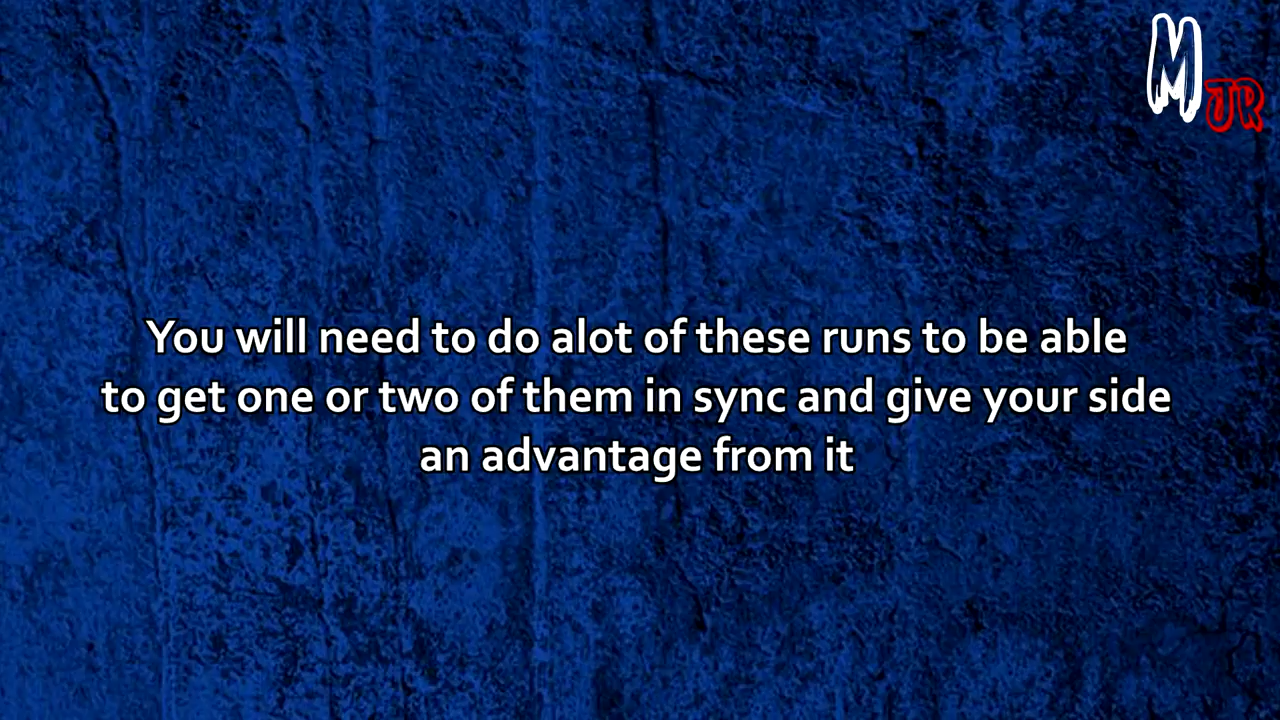 M
JR
You will need to do alot of these runs to be able
to get one or two of them in sync and give your side
an advantage from it